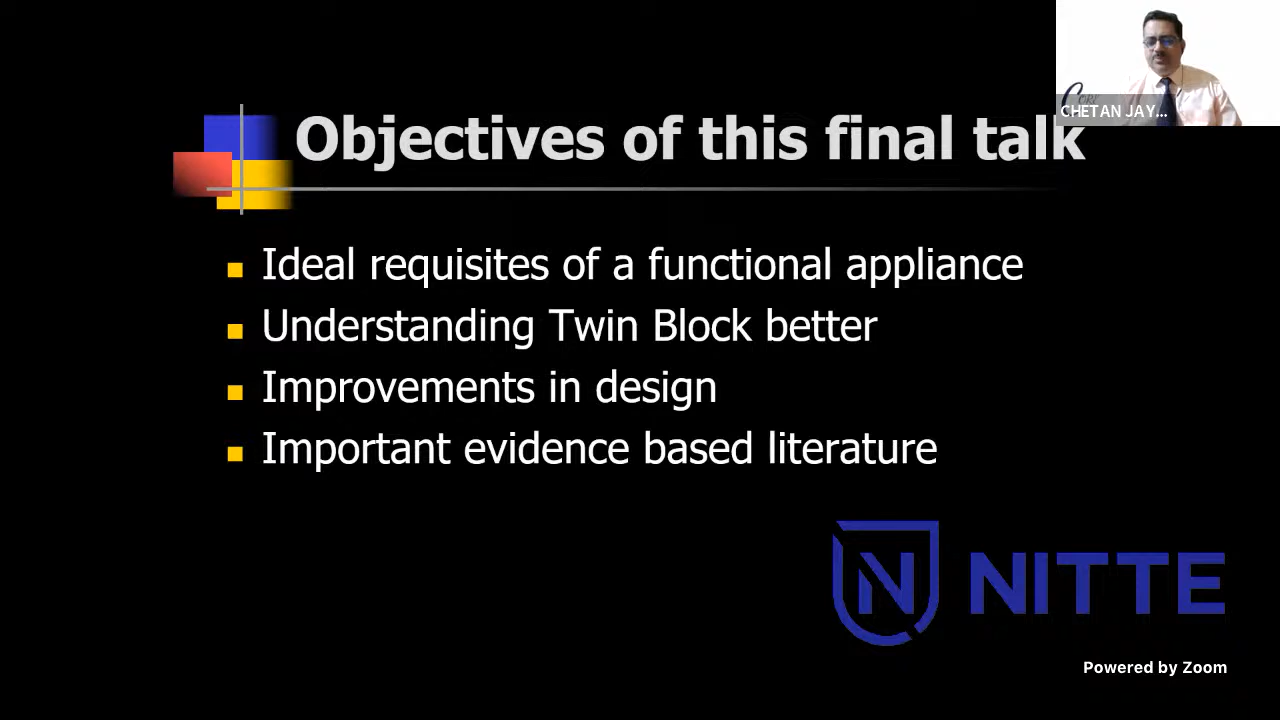 CHETAN JAY...
Objectives of this final talk
Ideal requisites of a functional appliance
Understanding Twin Block better
Improvements in design
Important evidence based literature
N NITTE
Powered by Zoom